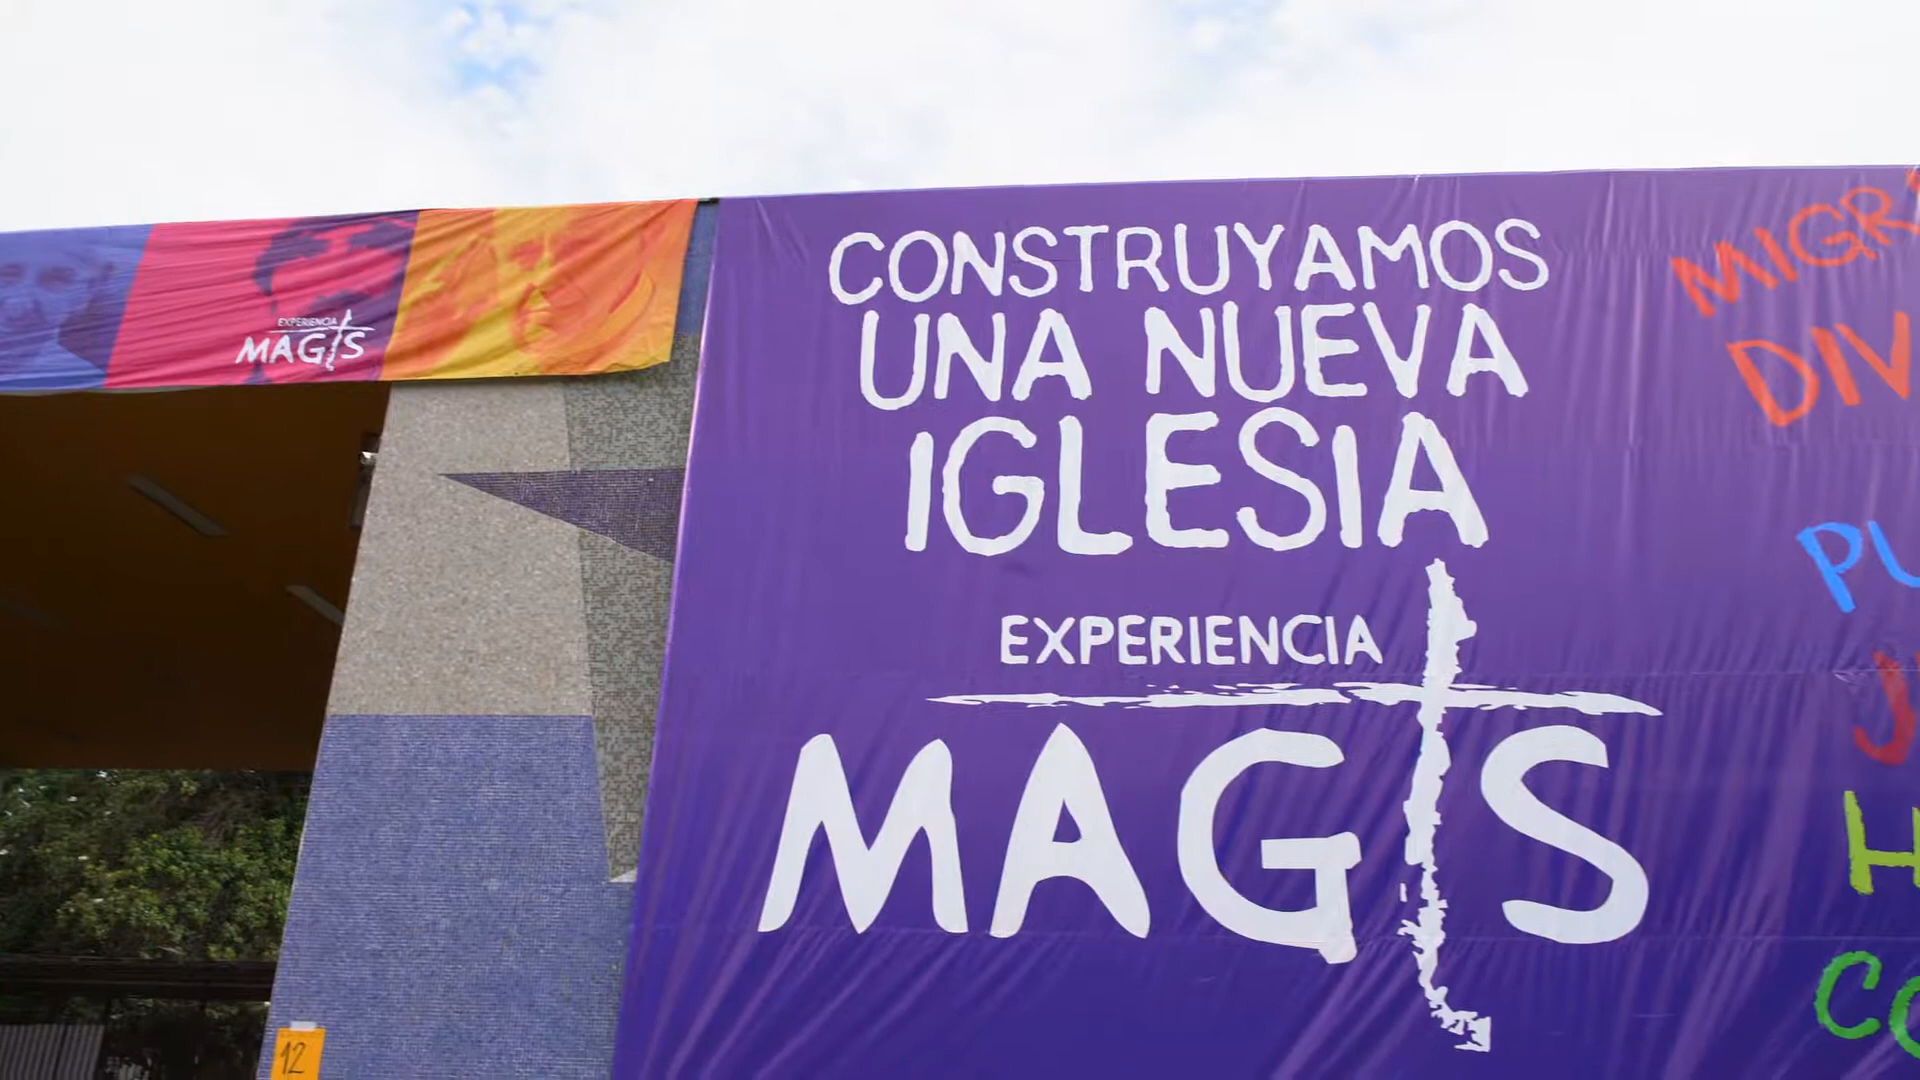 EXPERIENCIA
MAGIS
CONSTRUYAMOS
UNA NUEVA
IGLESIA
EXPERIENCIA
MAGIS
12